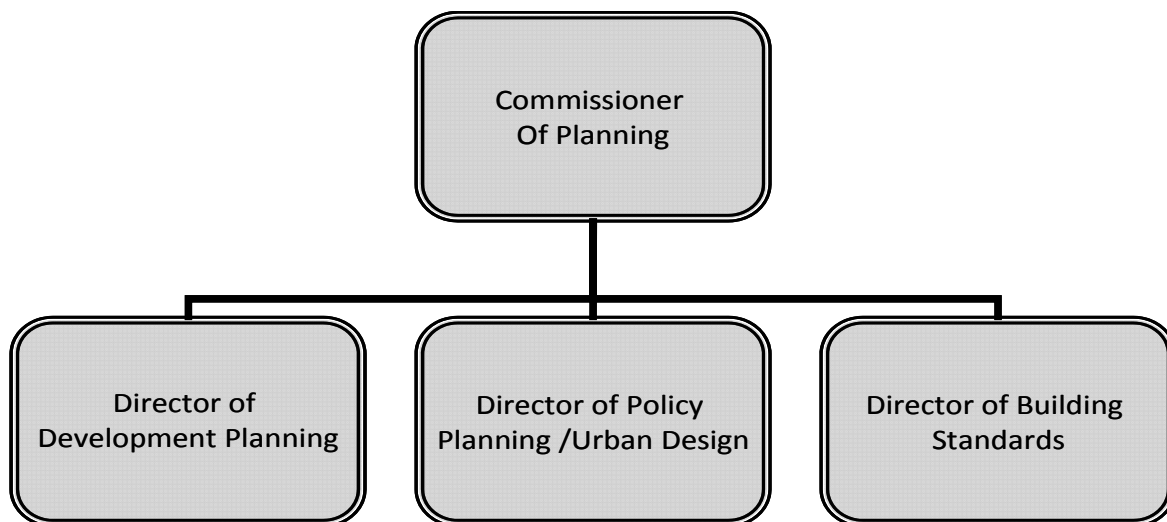 Commissioner
Of Planning
Director of
Development Planning
Director of Policy
Planning /Urban Design
Director of Building
Standards